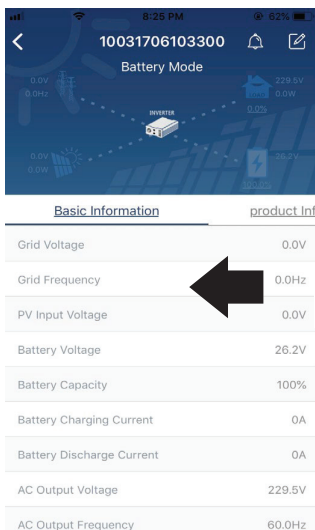 8:25 PM 62%
10031706103300
Battery Mode
0.0V
0.0Hz
229.5V
0.0W
0.0%
INVERTER
0.0V
0.0W
26.2V
100.0%
Basic Information product Inf
Grid Voltage 0.0V
Grid Frequency 0.0Hz
PV Input Voltage 0.0V
Battery Voltage 26.2V
Battery Capacity 100%
Battery Charging Current 0A
Battery Discharge Current 0A
AC Output Voltage 229.5V
AC Output Frequency 60.0Hz